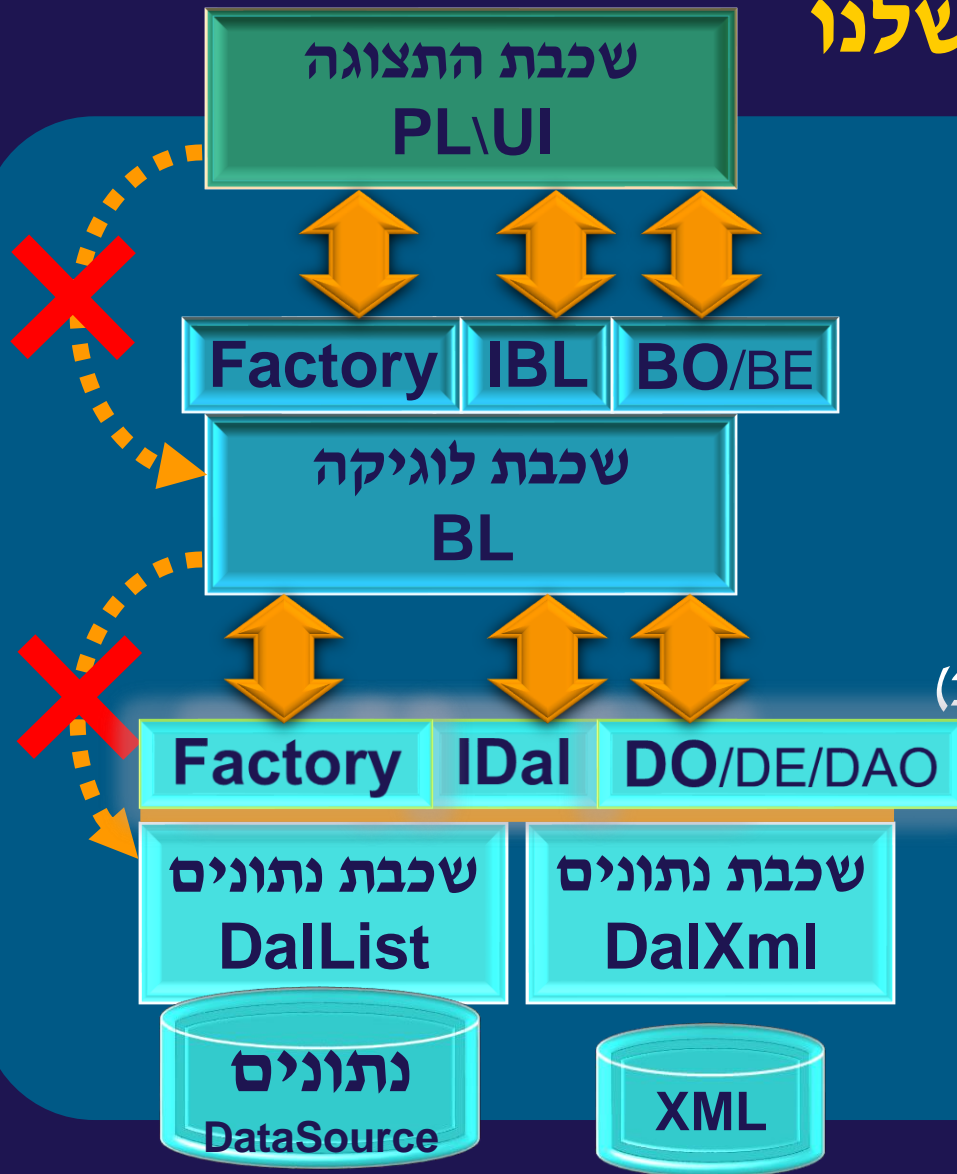 שלנו
שכבת התצוגה
PL\UI
Factory IBL BO/BE
שכבת לוגיקה
BL
Factory IDal DO/DE/DAO
שכבת נתונים
DalList
שכבת נתונים
DalXml
נתונים
DataSource
XML